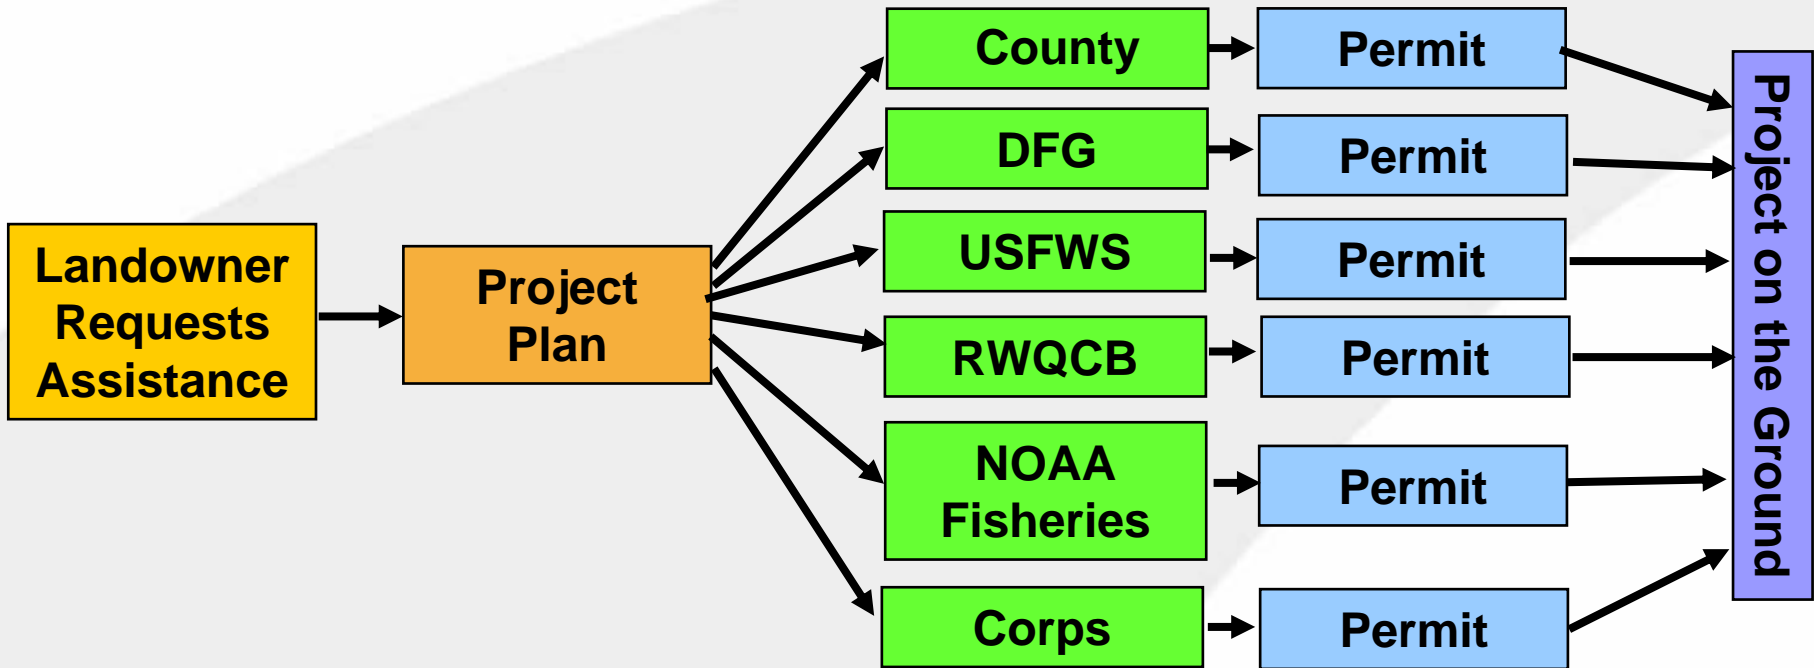 Landowner
Requests
Assistance
Project
Plan
County
Permit
DFG
Permit
USFWS
Permit
RWQCB
Permit
NOAA
Fisheries
Permit
Corps
Permit
Project on the Ground